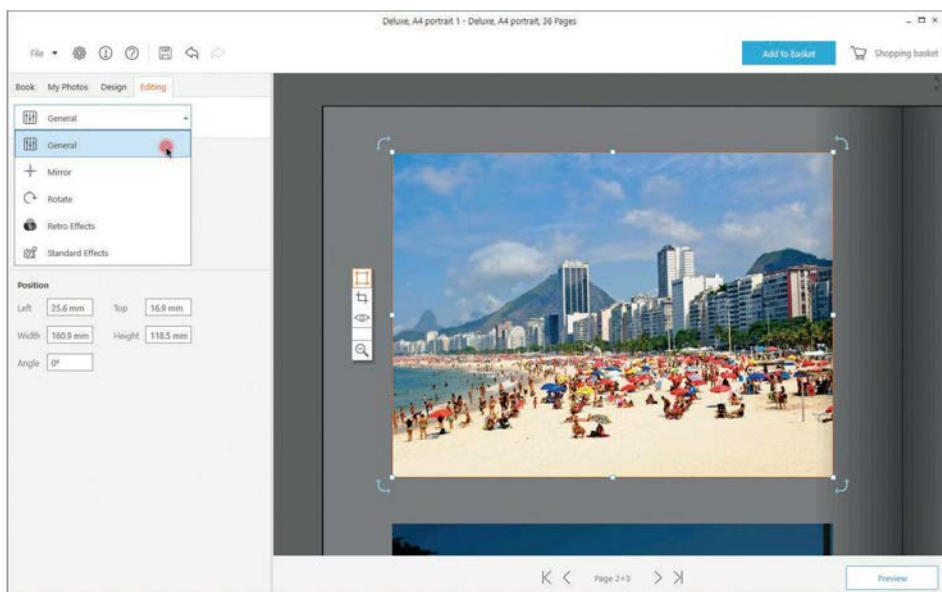 Deluxe, A4 portrait 1 - Deluxe, A4 portrait, 36 Pages
File
Add to basket
Shopping basket
Book My Photos Design Editing
General
General
Mirror
Rotate
Retro Effects
Standard Effects
Position
Left 25.6 mm Top 16.9 mm
Width 160.9 mm Height 118.5 mm
Angle 0°
Page 2+3
Preview